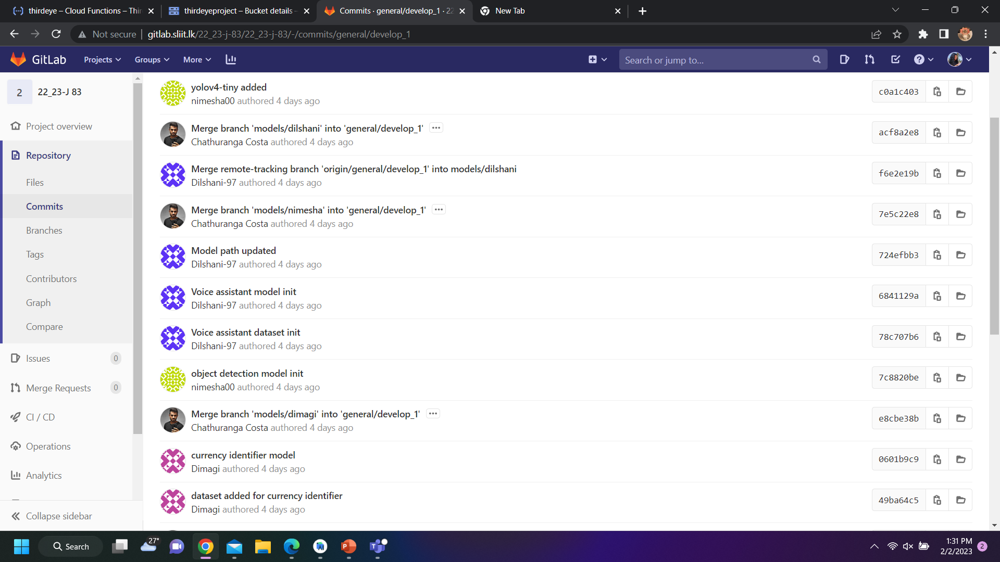 thirdeye – Cloud Functions – Thir
thirdeyeproject – Bucket details –
Commits · general/develop_1 · 22
New Tab
Not secure
gitlab.sliit.lk/22_23-j-83/22_23-j-83/-/commits/general/develop_1
GitLab
Projects
Groups
More
Search or jump to...
2
22_23-J 83
Project overview
Repository
Files
Commits
Branches
Tags
Contributors
Graph
Compare
Issues
0
Merge Requests
0
CI / CD
Operations
Analytics
Collapse sidebar
yolov4-tiny added
nimesha00 authored 4 days ago
c0a1c403
Merge branch 'models/dilshani' into 'general/develop_1'
Chathuranga Costa authored 4 days ago
acf8a2e8
Merge remote-tracking branch 'origin/general/develop_1' into models/dilshani
Dilshani-97 authored 4 days ago
f6e2e19b
Merge branch 'models/nimesha' into 'general/develop_1'
Chathuranga Costa authored 4 days ago
7e5c22e8
Model path updated
Dilshani-97 authored 4 days ago
724efbb3
Voice assistant model init
Dilshani-97 authored 4 days ago
6841129a
Voice assistant dataset init
Dilshani-97 authored 4 days ago
78c707b6
object detection model init
nimesha00 authored 4 days ago
7c8820be
Merge branch 'models/dimagi' into 'general/develop_1'
Chathuranga Costa authored 4 days ago
e8cbe38b
currency identifier model
Dimagi authored 4 days ago
0601b9c9
dataset added for currency identifier
Dimagi authored 4 days ago
49ba64c5
Search
27°
1:31 PM
2/2/2023
2